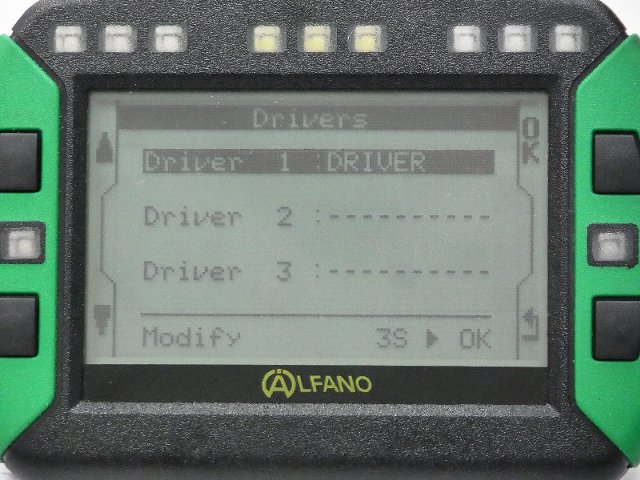 Drivers
OK
Driver 1 :DRIVER
Driver 2 :----------
Driver 3 :----------
Modify 3S ▶ OK
ALFANO